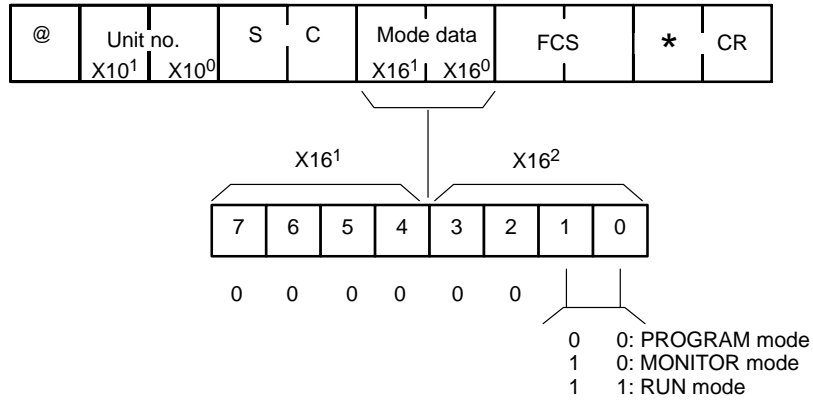 @ Unit no. S C Mode data FCS * CR
X10¹ X10⁰ X16¹ X16⁰
X16¹ X16²
7 6 5 4 3 2 1 0
0 0 0 0 0 0
0 0: PROGRAM mode
1 0: MONITOR mode
1 1: RUN mode